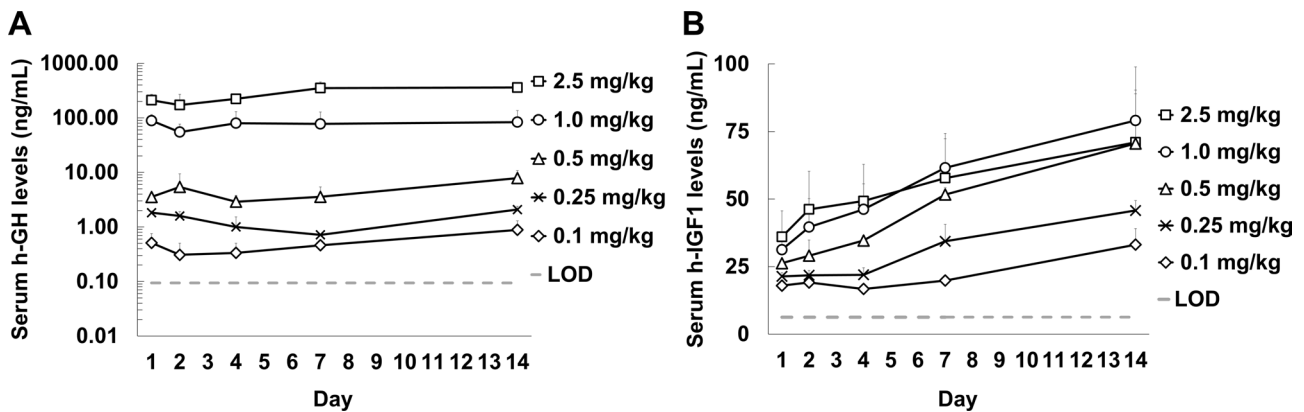 A
Serum h-GH levels (ng/mL)
1000.00
100.00
10.00
1.00
0.10
0.01
1 2 3 4 5 6 7 8 9 10 11 12 13 14
Day
2.5 mg/kg
1.0 mg/kg
0.5 mg/kg
0.25 mg/kg
0.1 mg/kg
LOD
B
Serum h-IGF1 levels (ng/mL)
100
75
50
25
0
1 2 3 4 5 6 7 8 9 10 11 12 13 14
Day
2.5 mg/kg
1.0 mg/kg
0.5 mg/kg
0.25 mg/kg
0.1 mg/kg
LOD